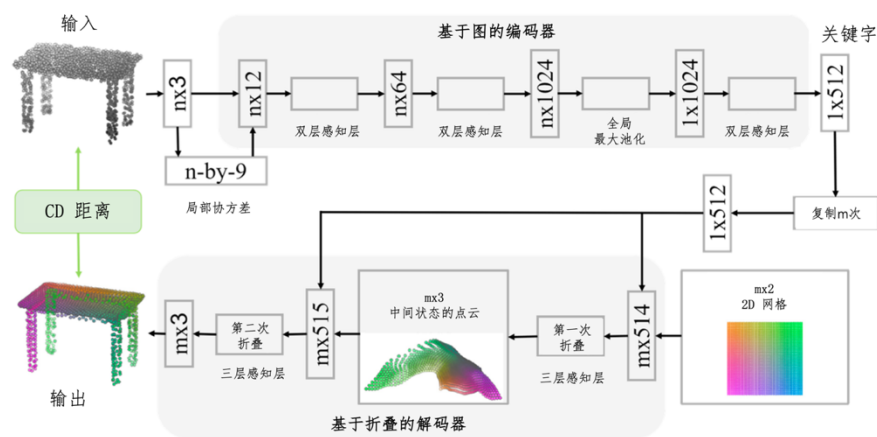 输入
基于图的编码器
关键字
nx3
nx12
nx64
nx1024
1x1024
1x512
双层感知层
双层感知层
全局
最大池化
双层感知层
n-by-9
局部协方差
CD 距离
1x512
复制m次
mx3
第二次
折叠
三层感知层
mx515
mx3
中间状态的点云
第一次
折叠
三层感知层
mx514
mx2
2D 网格
输出
基于折叠的解码器